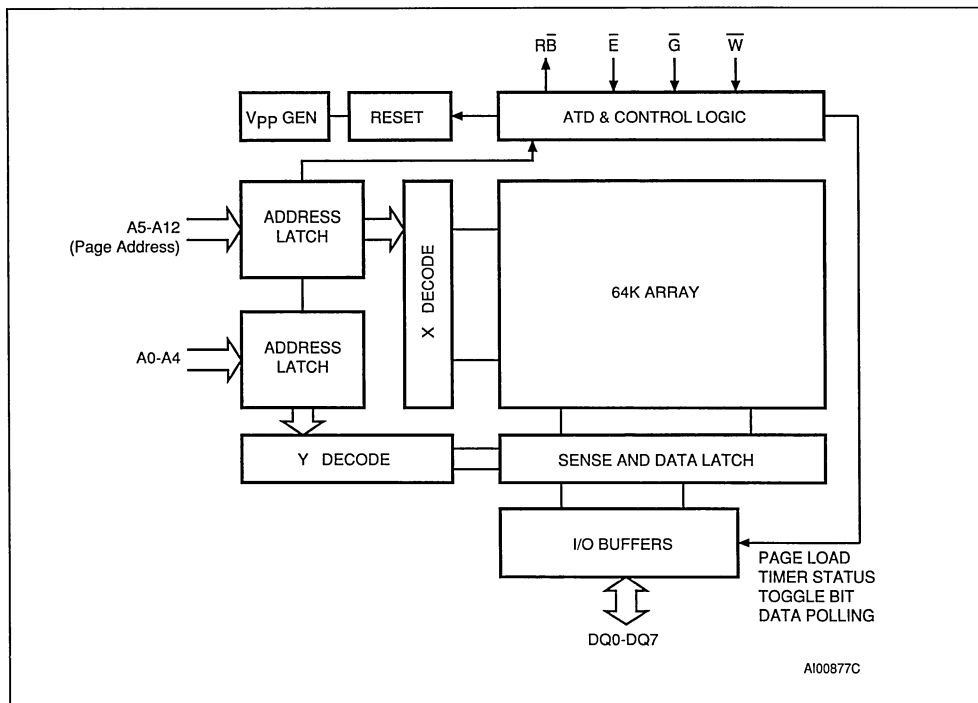 RB̅ E̅ G̅ W̅
VPP GEN RESET ATD & CONTROL LOGIC
A5-A12
(Page Address)
ADDRESS
LATCH
X DECODE
64K ARRAY
A0-A4
ADDRESS
LATCH
Y DECODE
SENSE AND DATA LATCH
I/O BUFFERS
PAGE LOAD
TIMER STATUS
TOGGLE BIT
DATA POLLING
DQ0-DQ7
AI00877C